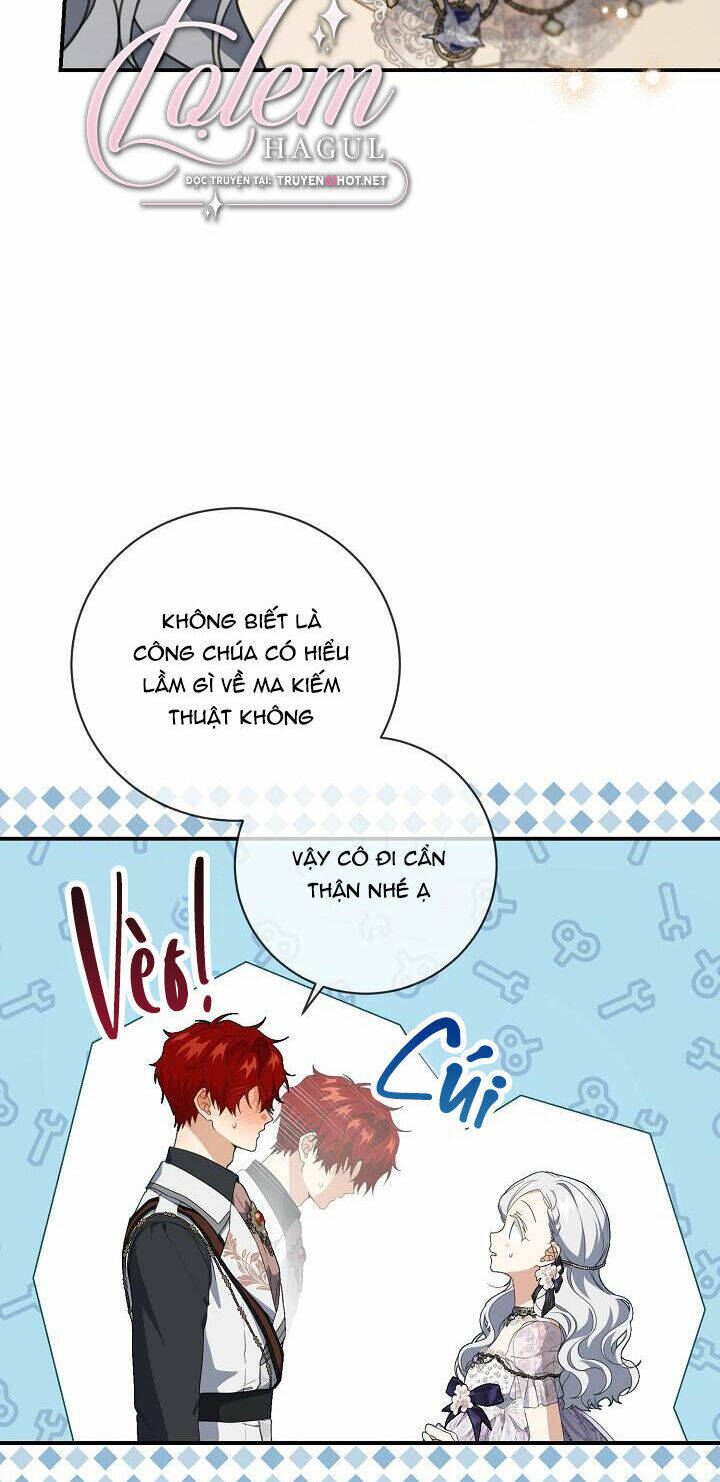 Lọlem
HAGUL
ĐỌC TRUYỆN TẠI: TRUYENGIHOT.NET
KHÔNG BIẾT LÀ
CÔNG CHÚA CÓ HIỂU
LẦM GÌ VỀ MA KIẾM
THUẬT KHÔNG
VẬY CÔ ĐI CẨN
THẬN NHÉ Ạ
Vèo!
Cúi